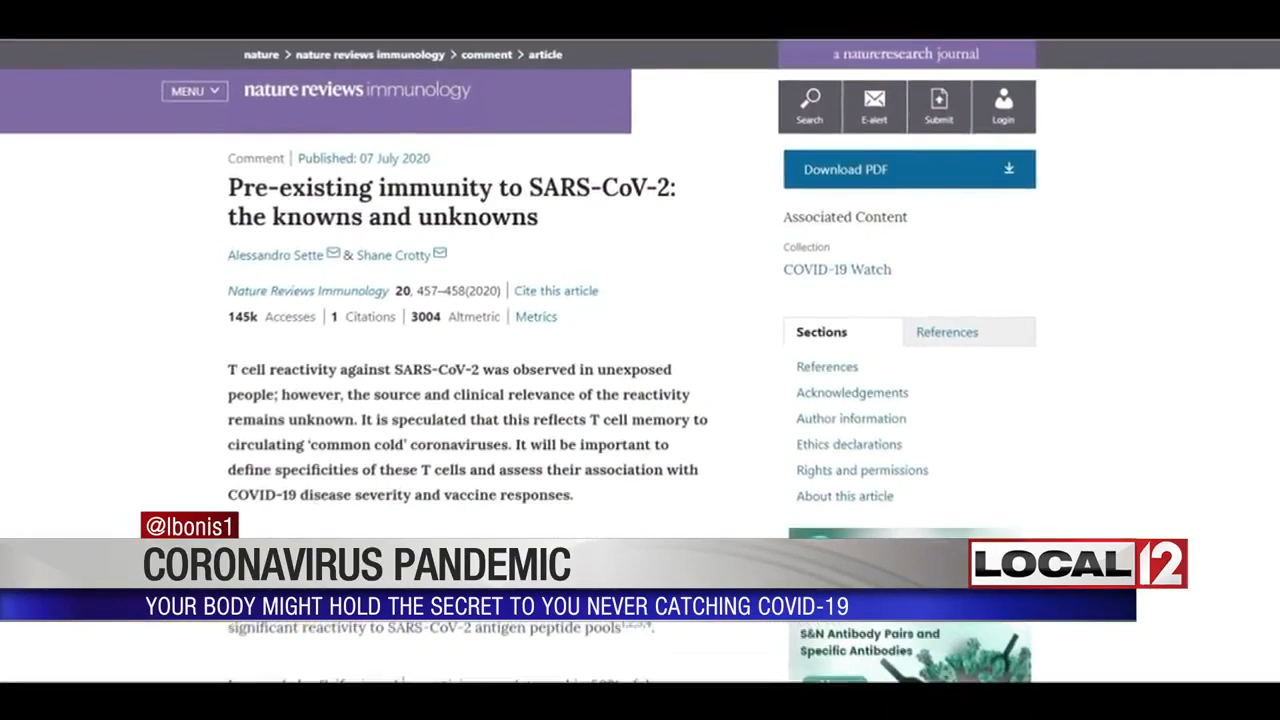 nature > nature reviews immunology > comment > article
a natureresearch journal
MENU
nature reviews immunology
Search
E-alert
Submit
Login
Comment | Published: 07 July 2020
Pre-existing immunity to SARS-CoV-2:
the knowns and unknowns
Alessandro Sette & Shane Crotty
Nature Reviews Immunology 20, 457–458(2020) | Cite this article
145k Accesses | 1 Citations | 3004 Altmetric | Metrics
T cell reactivity against SARS-CoV-2 was observed in unexposed
people; however, the source and clinical relevance of the reactivity
remains unknown. It is speculated that this reflects T cell memory to
circulating ‘common cold’ coronaviruses. It will be important to
define specificities of these T cells and assess their association with
COVID-19 disease severity and vaccine responses.
Download PDF
Associated Content
Collection
COVID-19 Watch
Sections
References
References
Acknowledgements
Author information
Ethics declarations
Rights and permissions
About this article
@lbonis1
CORONAVIRUS PANDEMIC
LOCAL 12
YOUR BODY MIGHT HOLD THE SECRET TO YOU NEVER CATCHING COVID-19
significant reactivity to SARS-CoV-2 antigen peptide pools
S&N Antibody Pairs and
Specific Antibodies